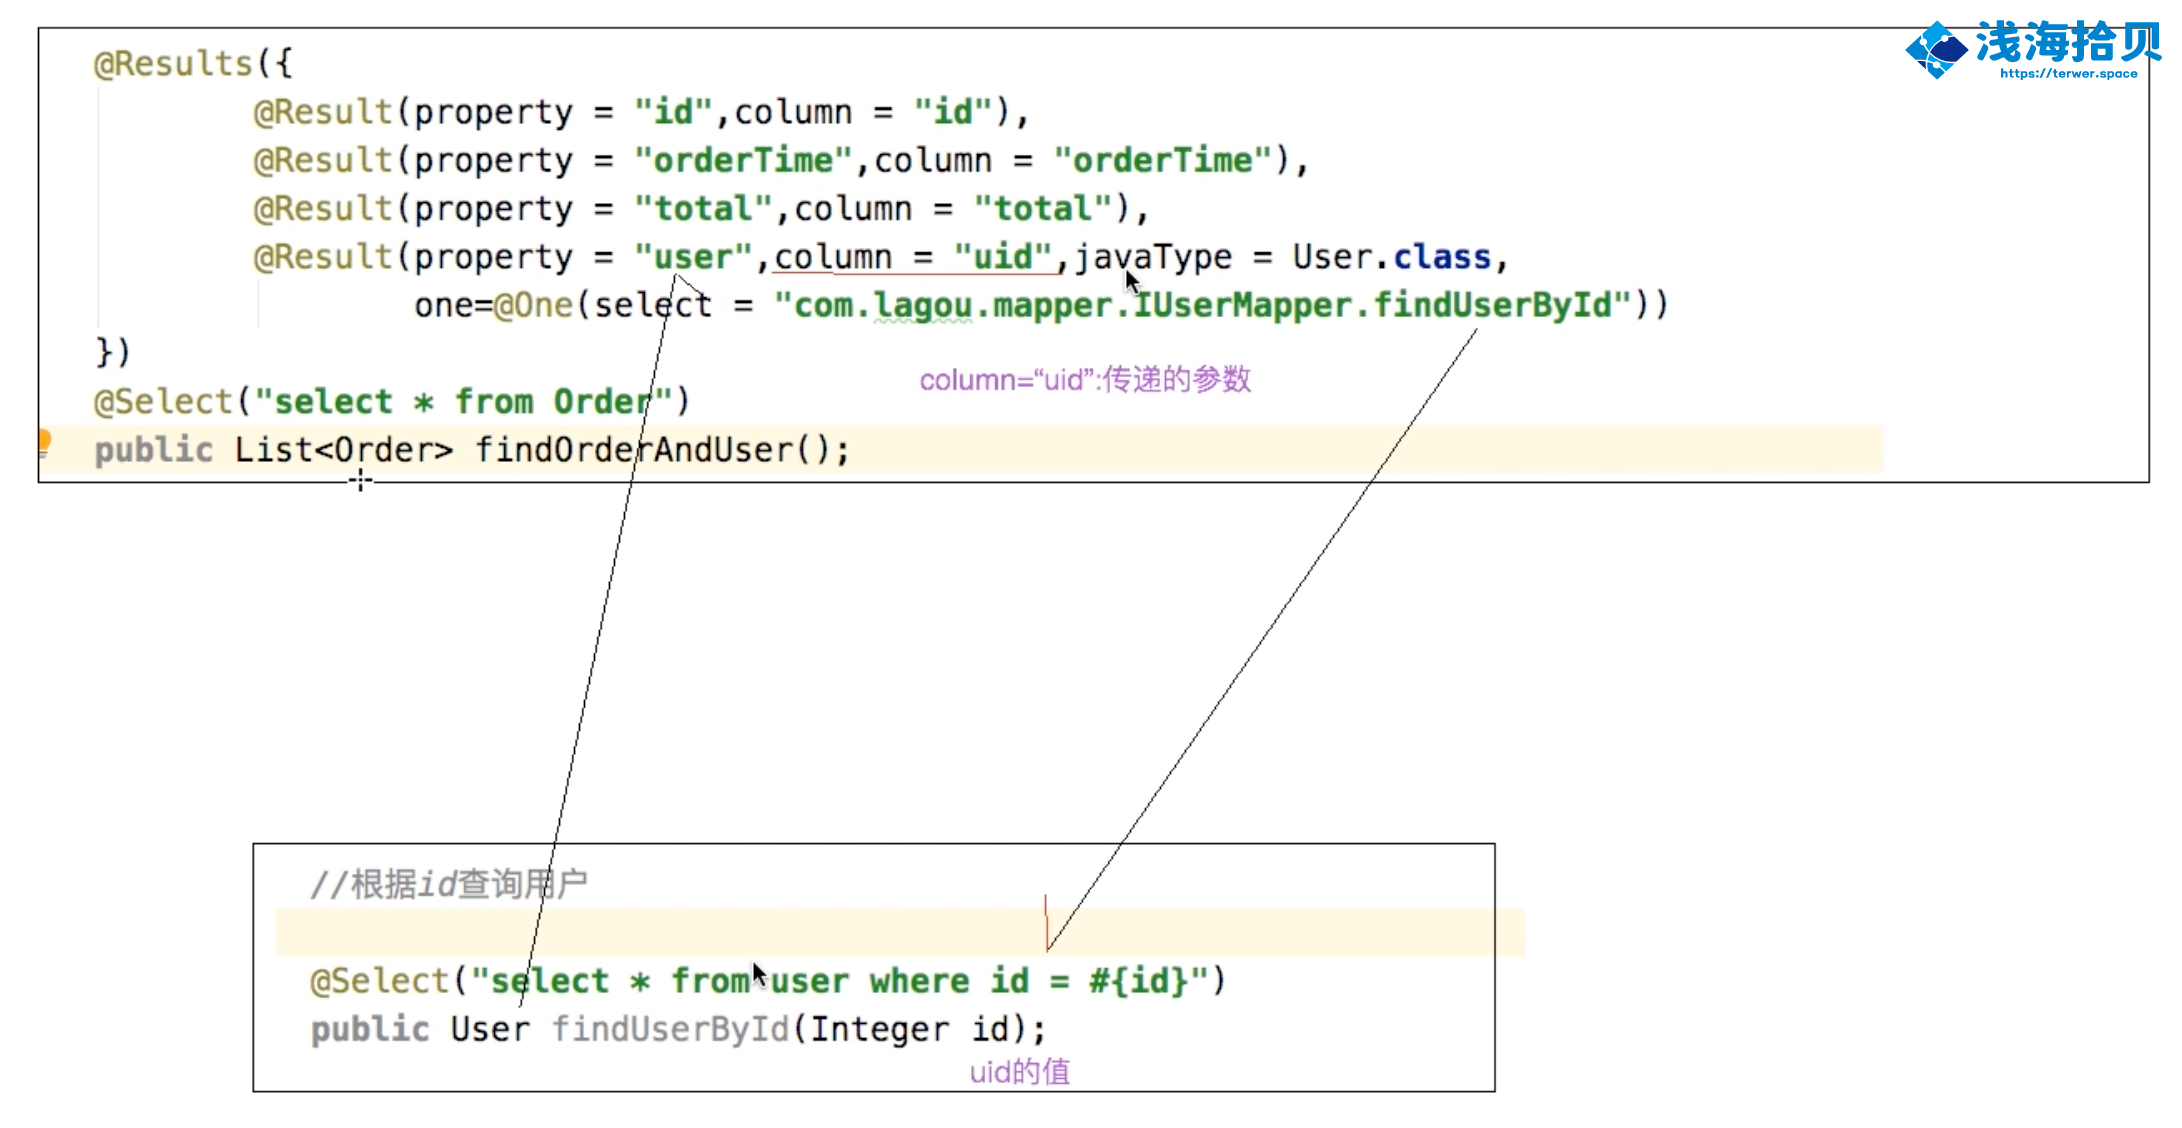 浅海拾贝
https://terwer.space
@Results({
@Result(property = "id",column = "id"),
@Result(property = "orderTime",column = "orderTime"),
@Result(property = "total",column = "total"),
@Result(property = "user",column = "uid",javaType = User.class,
one=@One(select = "com.lagou.mapper.IUserMapper.findUserById"))
})
column=“uid”:传递的参数
@Select("select * from Order")
public List<Order> findOrderAndUser();
//根据id查询用户
@Select("select * from user where id = #{id}")
public User findUserById(Integer id);
uid的值